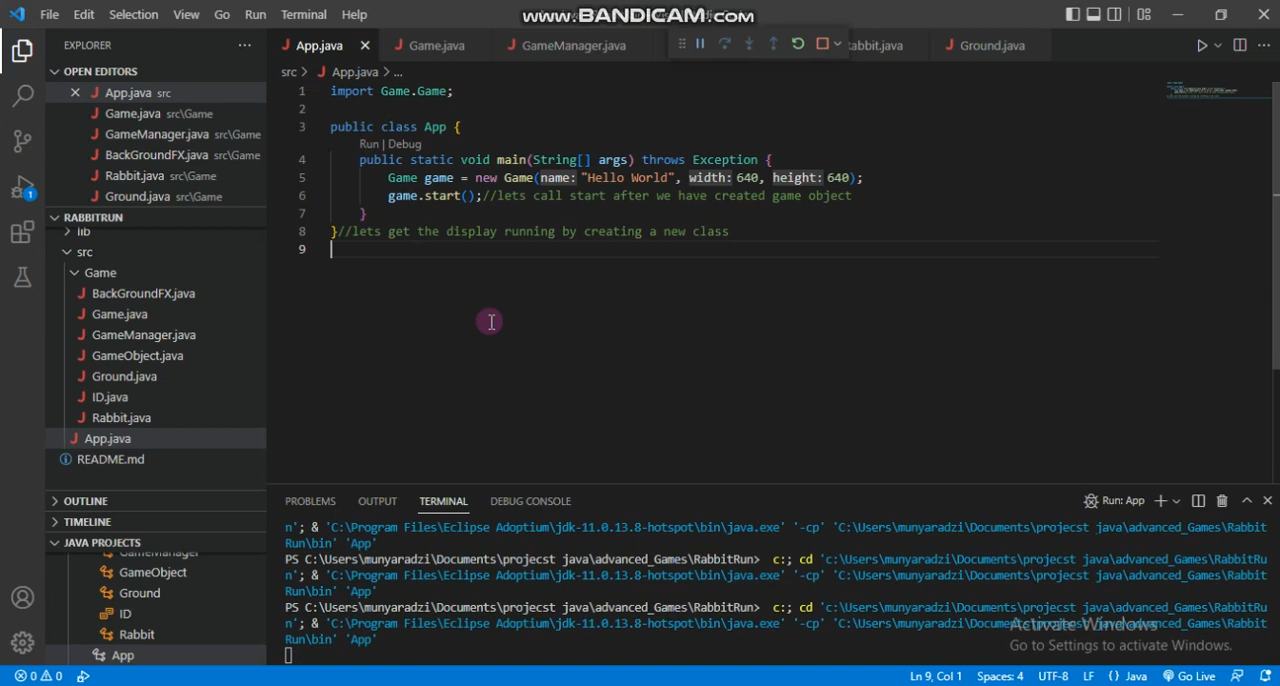 File Edit Selection View Go Run Terminal Help
www.BANDICAM.com
EXPLORER
App.java Game.java GameManager.java Rabbit.java Ground.java
OPEN EDITORS
App.java src
Game.java src\Game
GameManager.java src\Game
BackGroundFX.java src\Game
Rabbit.java src\Game
Ground.java src\Game
RABBITRUN
lib
src
Game
BackGroundFX.java
Game.java
GameManager.java
GameObject.java
Ground.java
ID.java
Rabbit.java
App.java
README.md
OUTLINE
TIMELINE
JAVA PROJECTS
GameManager
GameObject
Ground
ID
Rabbit
App
1
src > App.java > ...
1 import Game.Game;
2
3 public class App {
Run | Debug
4 public static void main(String[] args) throws Exception {
5 Game game = new Game(name:"Hello World", width:640, height:640);
6 game.start();//lets call start after we have created game object
7 }
8 }//lets get the display running by creating a new class
9
PROBLEMS OUTPUT TERMINAL DEBUG CONSOLE
Run: App
n'; & 'C:\Program Files\Eclipse Adoptium\jdk-11.0.13.8-hotspot\bin\java.exe' '-cp' 'C:\Users\munyaradzi\Documents\projecst java\advanced_Games\Rabbit
Run\bin' 'App'
PS C:\Users\munyaradzi\Documents\projecst java\advanced_Games\RabbitRun> c:; cd 'c:\Users\munyaradzi\Documents\projecst java\advanced_Games\RabbitRu
n'; & 'C:\Program Files\Eclipse Adoptium\jdk-11.0.13.8-hotspot\bin\java.exe' '-cp' 'C:\Users\munyaradzi\Documents\projecst java\advanced_Games\Rabbit
Run\bin' 'App'
PS C:\Users\munyaradzi\Documents\projecst java\advanced_Games\RabbitRun> c:; cd 'c:\Users\munyaradzi\Documents\projecst java\advanced_Games\RabbitRu
n'; & 'C:\Program Files\Eclipse Adoptium\jdk-11.0.13.8-hotspot\bin\java.exe' '-cp' 'C:\Users\munyaradzi\Documents\projecst java\advanced_Games\Rabbit
Run\bin' 'App'
Activate Windows
Go to Settings to activate Windows.
0 0
Ln 9, Col 1 Spaces: 4 UTF-8 LF {} Java Go Live